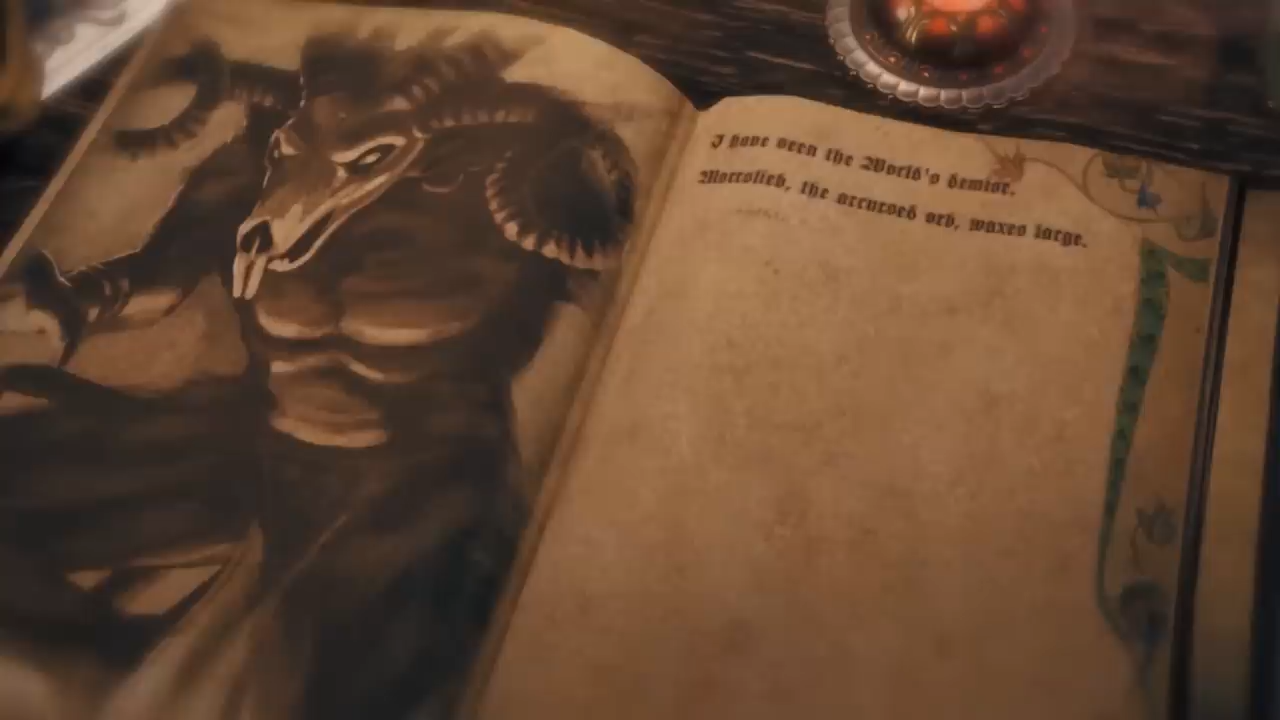 I have seen the World's demise.
Morrslieb, the accursed orb, waxes large.